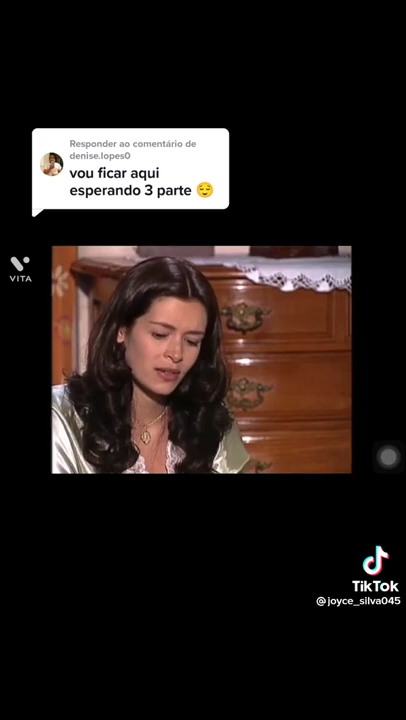 Responder ao comentário de
denise.lopes0
vou ficar aqui
esperando 3 parte 😌
VITA
TikTok
@joyce_silva045